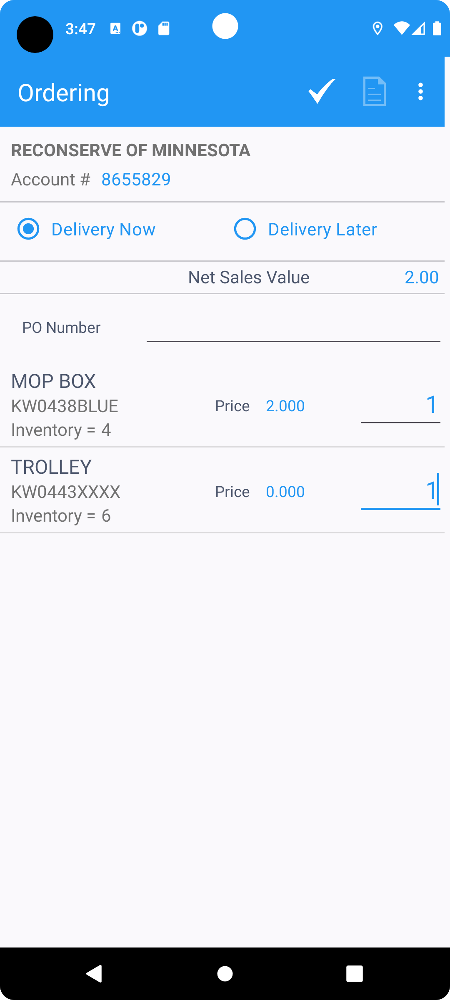 3:47
Ordering
RECONSERVE OF MINNESOTA
Account # 8655829
Delivery Now Delivery Later
Net Sales Value 2.00
PO Number
MOP BOX
KW0438BLUE Price 2.000 1
Inventory = 4
TROLLEY
KW0443XXXX Price 0.000 1
Inventory = 6